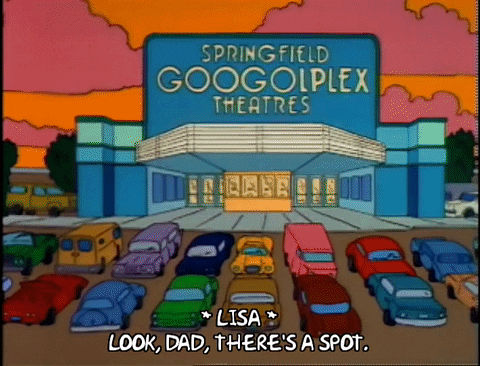 SPRINGFIELD
GOOGOLPLEX
THEATRES
* LISA *
LOOK, DAD, THERE'S A SPOT.